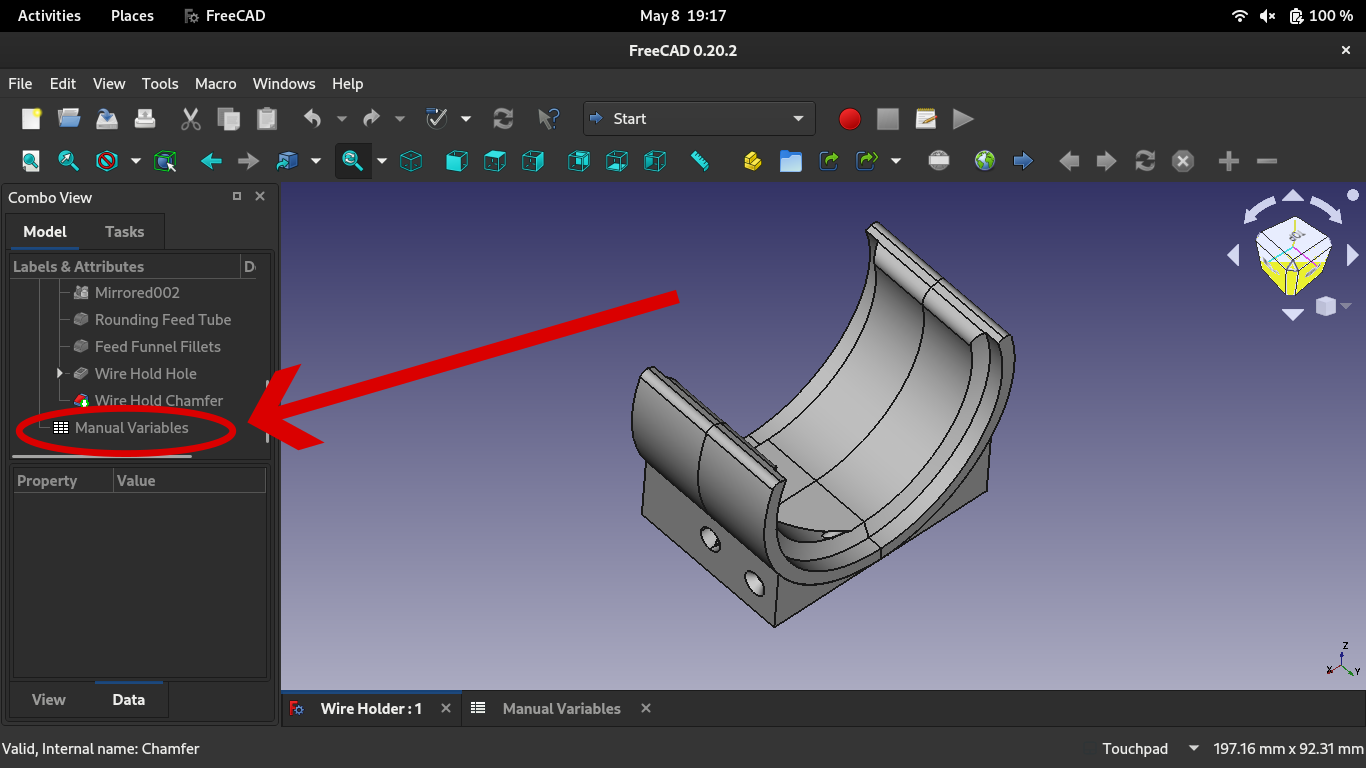 Activities Places FreeCAD May 8 19:17 100 %
FreeCAD 0.20.2
File Edit View Tools Macro Windows Help
Start
Combo View
Model Tasks
Labels & Attributes
Mirrored002
Rounding Feed Tube
Feed Funnel Fillets
Wire Hold Hole
Wire Hold Chamfer
Manual Variables
Property Value
View Data
Wire Holder : 1 Manual Variables
Z
X Y
Valid, Internal name: Chamfer Touchpad 197.16 mm x 92.31 mm